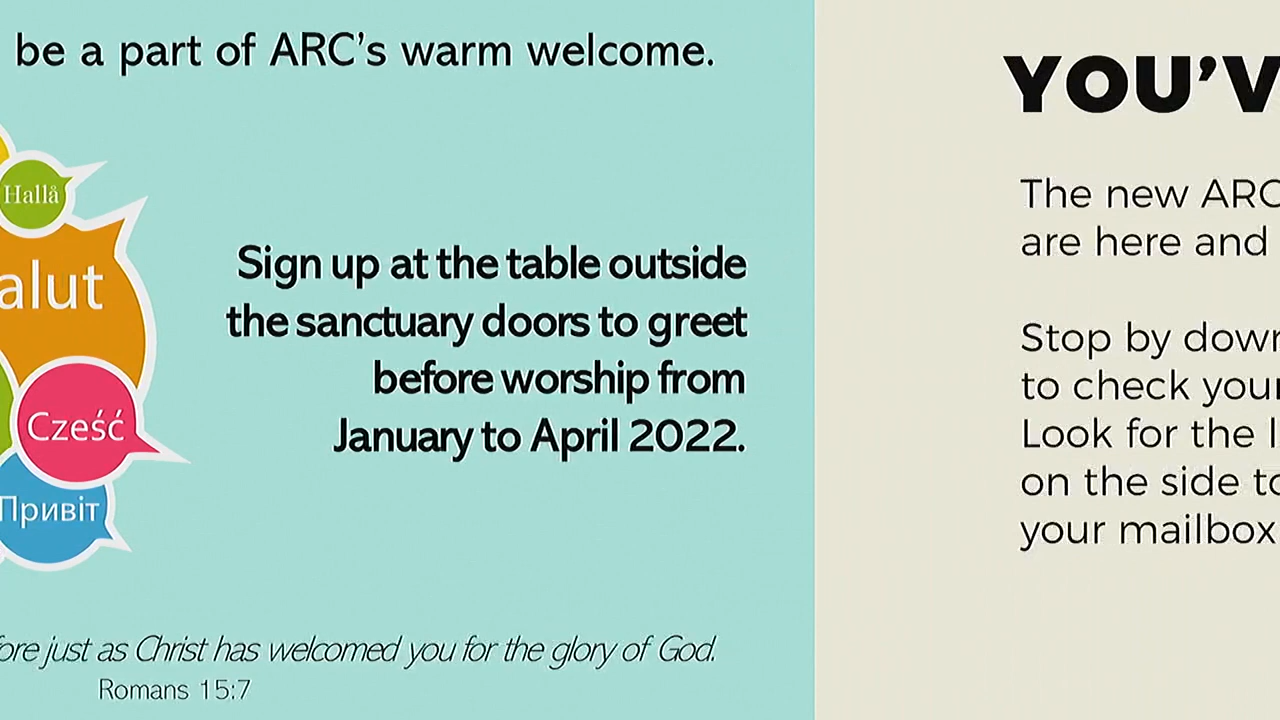 be a part of ARC's warm welcome.
Hallå
alut
Cześć
Привіт
Sign up at the table outside
the sanctuary doors to greet
before worship from
January to April 2022.
fore just as Christ has welcomed you for the glory of God.
Romans 15:7
YOU'V
The new ARC
are here and
Stop by down
to check your
Look for the l
on the side to
your mailbox